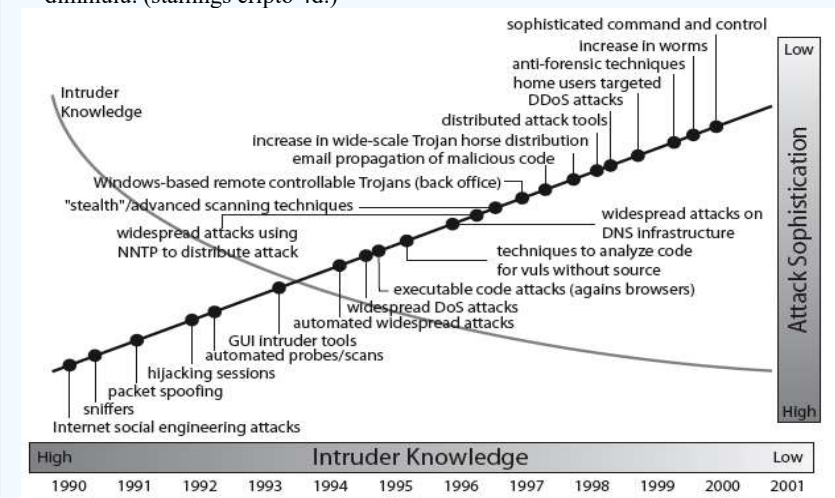 diminuiu. (stallings cripto 4d.)
sophisticated command and control
increase in worms
anti-forensic techniques
home users targeted
DDoS attacks
distributed attack tools
increase in wide-scale Trojan horse distribution
email propagation of malicious code
Windows-based remote controllable Trojans (back office)
"stealth"/advanced scanning techniques
widespread attacks using
NNTP to distribute attack
widespread attacks on
DNS infrastructure
techniques to analyze code
for vuls without source
executable code attacks (agains browsers)
widespread DoS attacks
automated widespread attacks
GUI intruder tools
automated probes/scans
hijacking sessions
packet spoofing
sniffers
Internet social engineering attacks
Intruder
Knowledge
Low
Attack Sophistication
High
High Intruder Knowledge Low
1990 1991 1992 1993 1994 1995 1996 1997 1998 1999 2000 2001